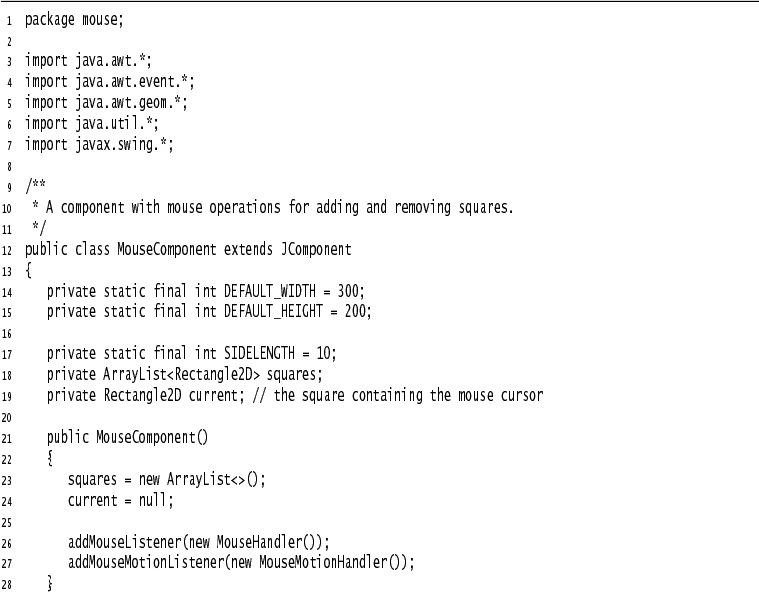 1 package mouse;
2
3 import java.awt.*;
4 import java.awt.event.*;
5 import java.awt.geom.*;
6 import java.util.*;
7 import javax.swing.*;
8
9 /**
10  * A component with mouse operations for adding and removing squares.
11  */
12 public class MouseComponent extends JComponent
13 {
14    private static final int DEFAULT_WIDTH = 300;
15    private static final int DEFAULT_HEIGHT = 200;
16
17    private static final int SIDELENGTH = 10;
18    private ArrayList<Rectangle2D> squares;
19    private Rectangle2D current; // the square containing the mouse cursor
20
21    public MouseComponent()
22    {
23       squares = new ArrayList<>();
24       current = null;
25
26       addMouseListener(new MouseHandler());
27       addMouseMotionListener(new MouseMotionHandler());
28    }